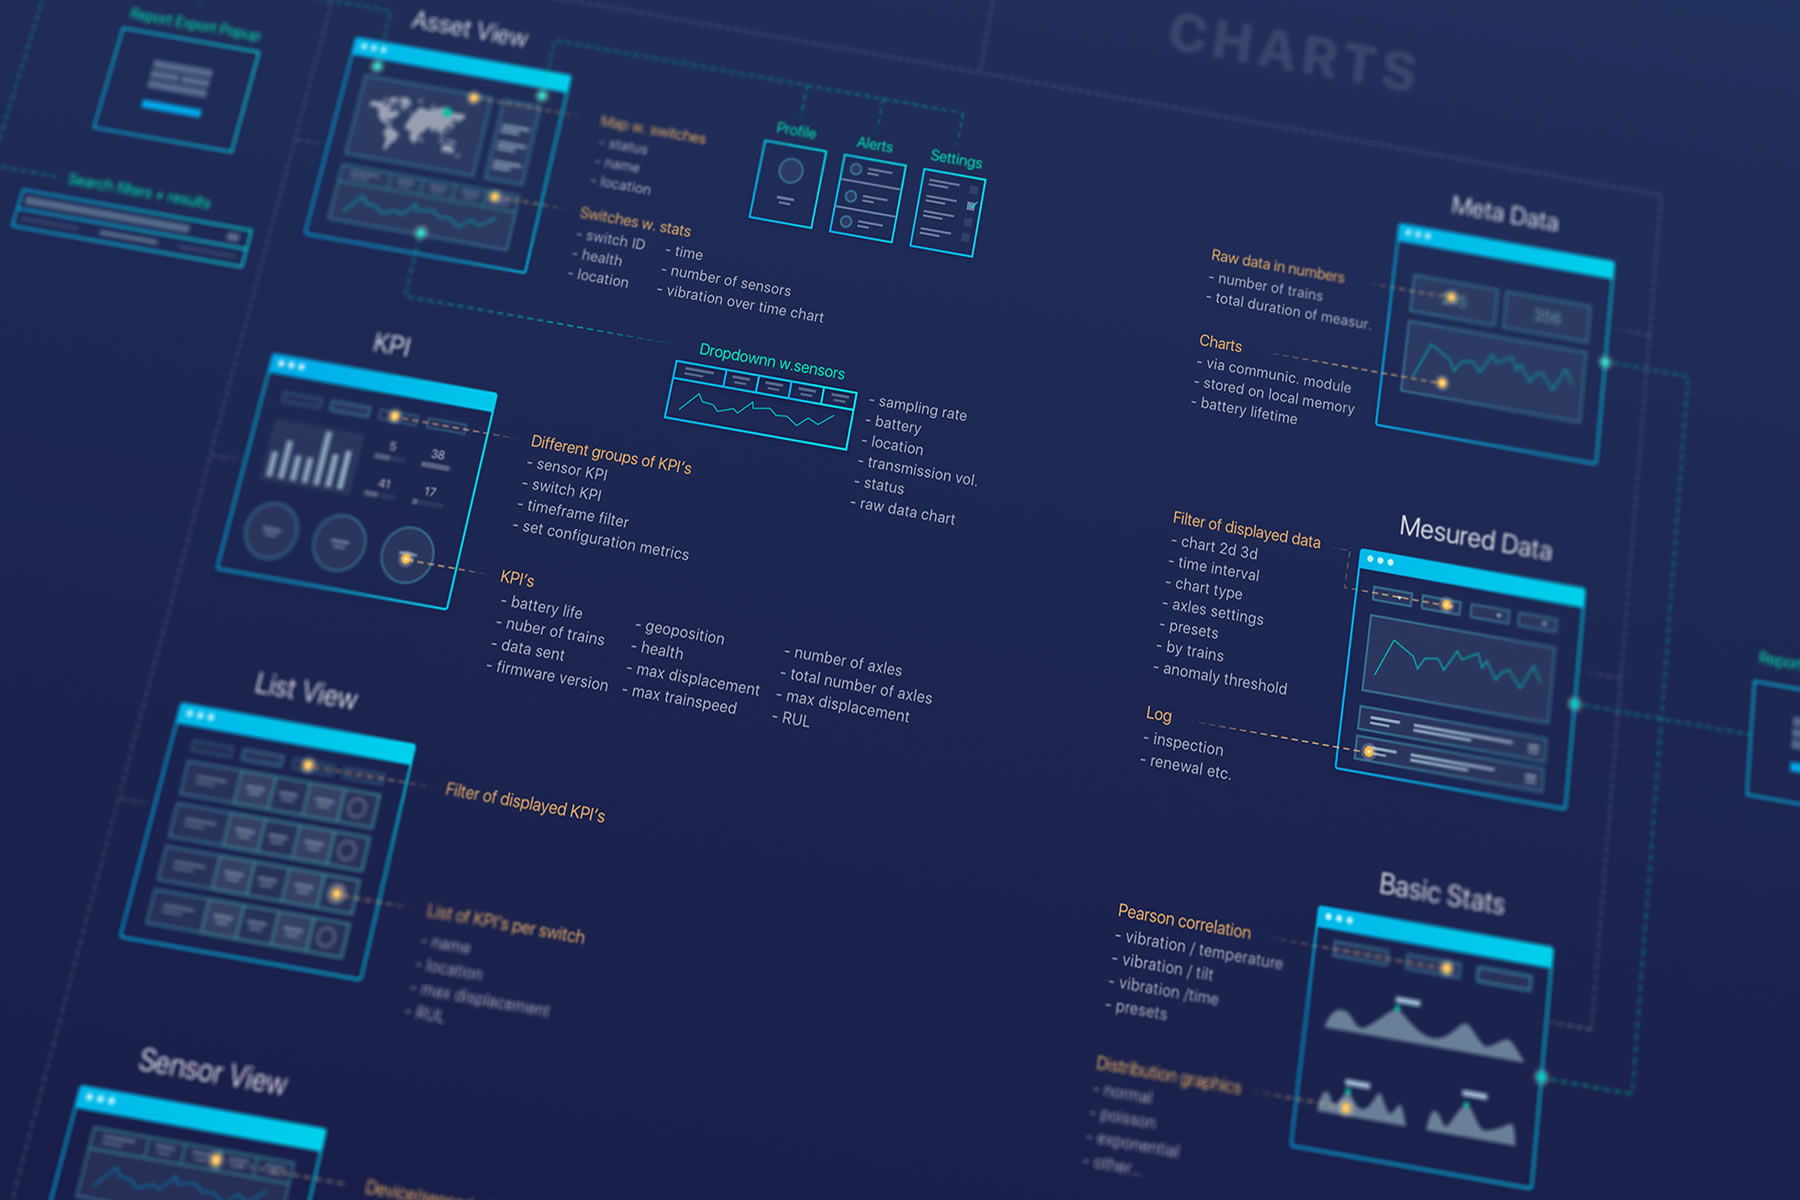 CHARTS
Report Export Popup
Search filters + results
Asset View
Map w. switches
- status
- name
- location
Switches w. stats
- switch ID
- health
- location
- time
- number of sensors
- vibration over time chart
Profile
Alerts
Settings
Dropdownn w.sensors
- sampling rate
- battery
- location
- transmission vol.
- status
- raw data chart
KPI
5
38
41
17
Different groups of KPI's
- sensor KPI
- switch KPI
- timeframe filter
- set configuration metrics
KPI's
- battery life
- nuber of trains
- data sent
- firmware version
- geoposition
- health
- max displacement
- max trainspeed
- number of axles
- total number of axles
- max displacement
- RUL
List View
Filter of displayed KPI's
List of KPI's per switch
- name
- location
- max displacement
- RUL
Sensor View
Meta Data
356
Raw data in numbers
- number of trains
- total duration of measur.
Charts
- via communic. module
- stored on local memory
- battery lifetime
Mesured Data
Filter of displayed data
- chart 2d 3d
- time interval
- chart type
- axles settings
- presets
- by trains
- anomaly threshold
Log
- inspection
- renewal etc.
Basic Stats
Pearson correlation
- vibration / temperature
- vibration / tilt
- vibration /time
- presets
Distribution graphics
- normal
- poisson
- exponential
- other...
Report